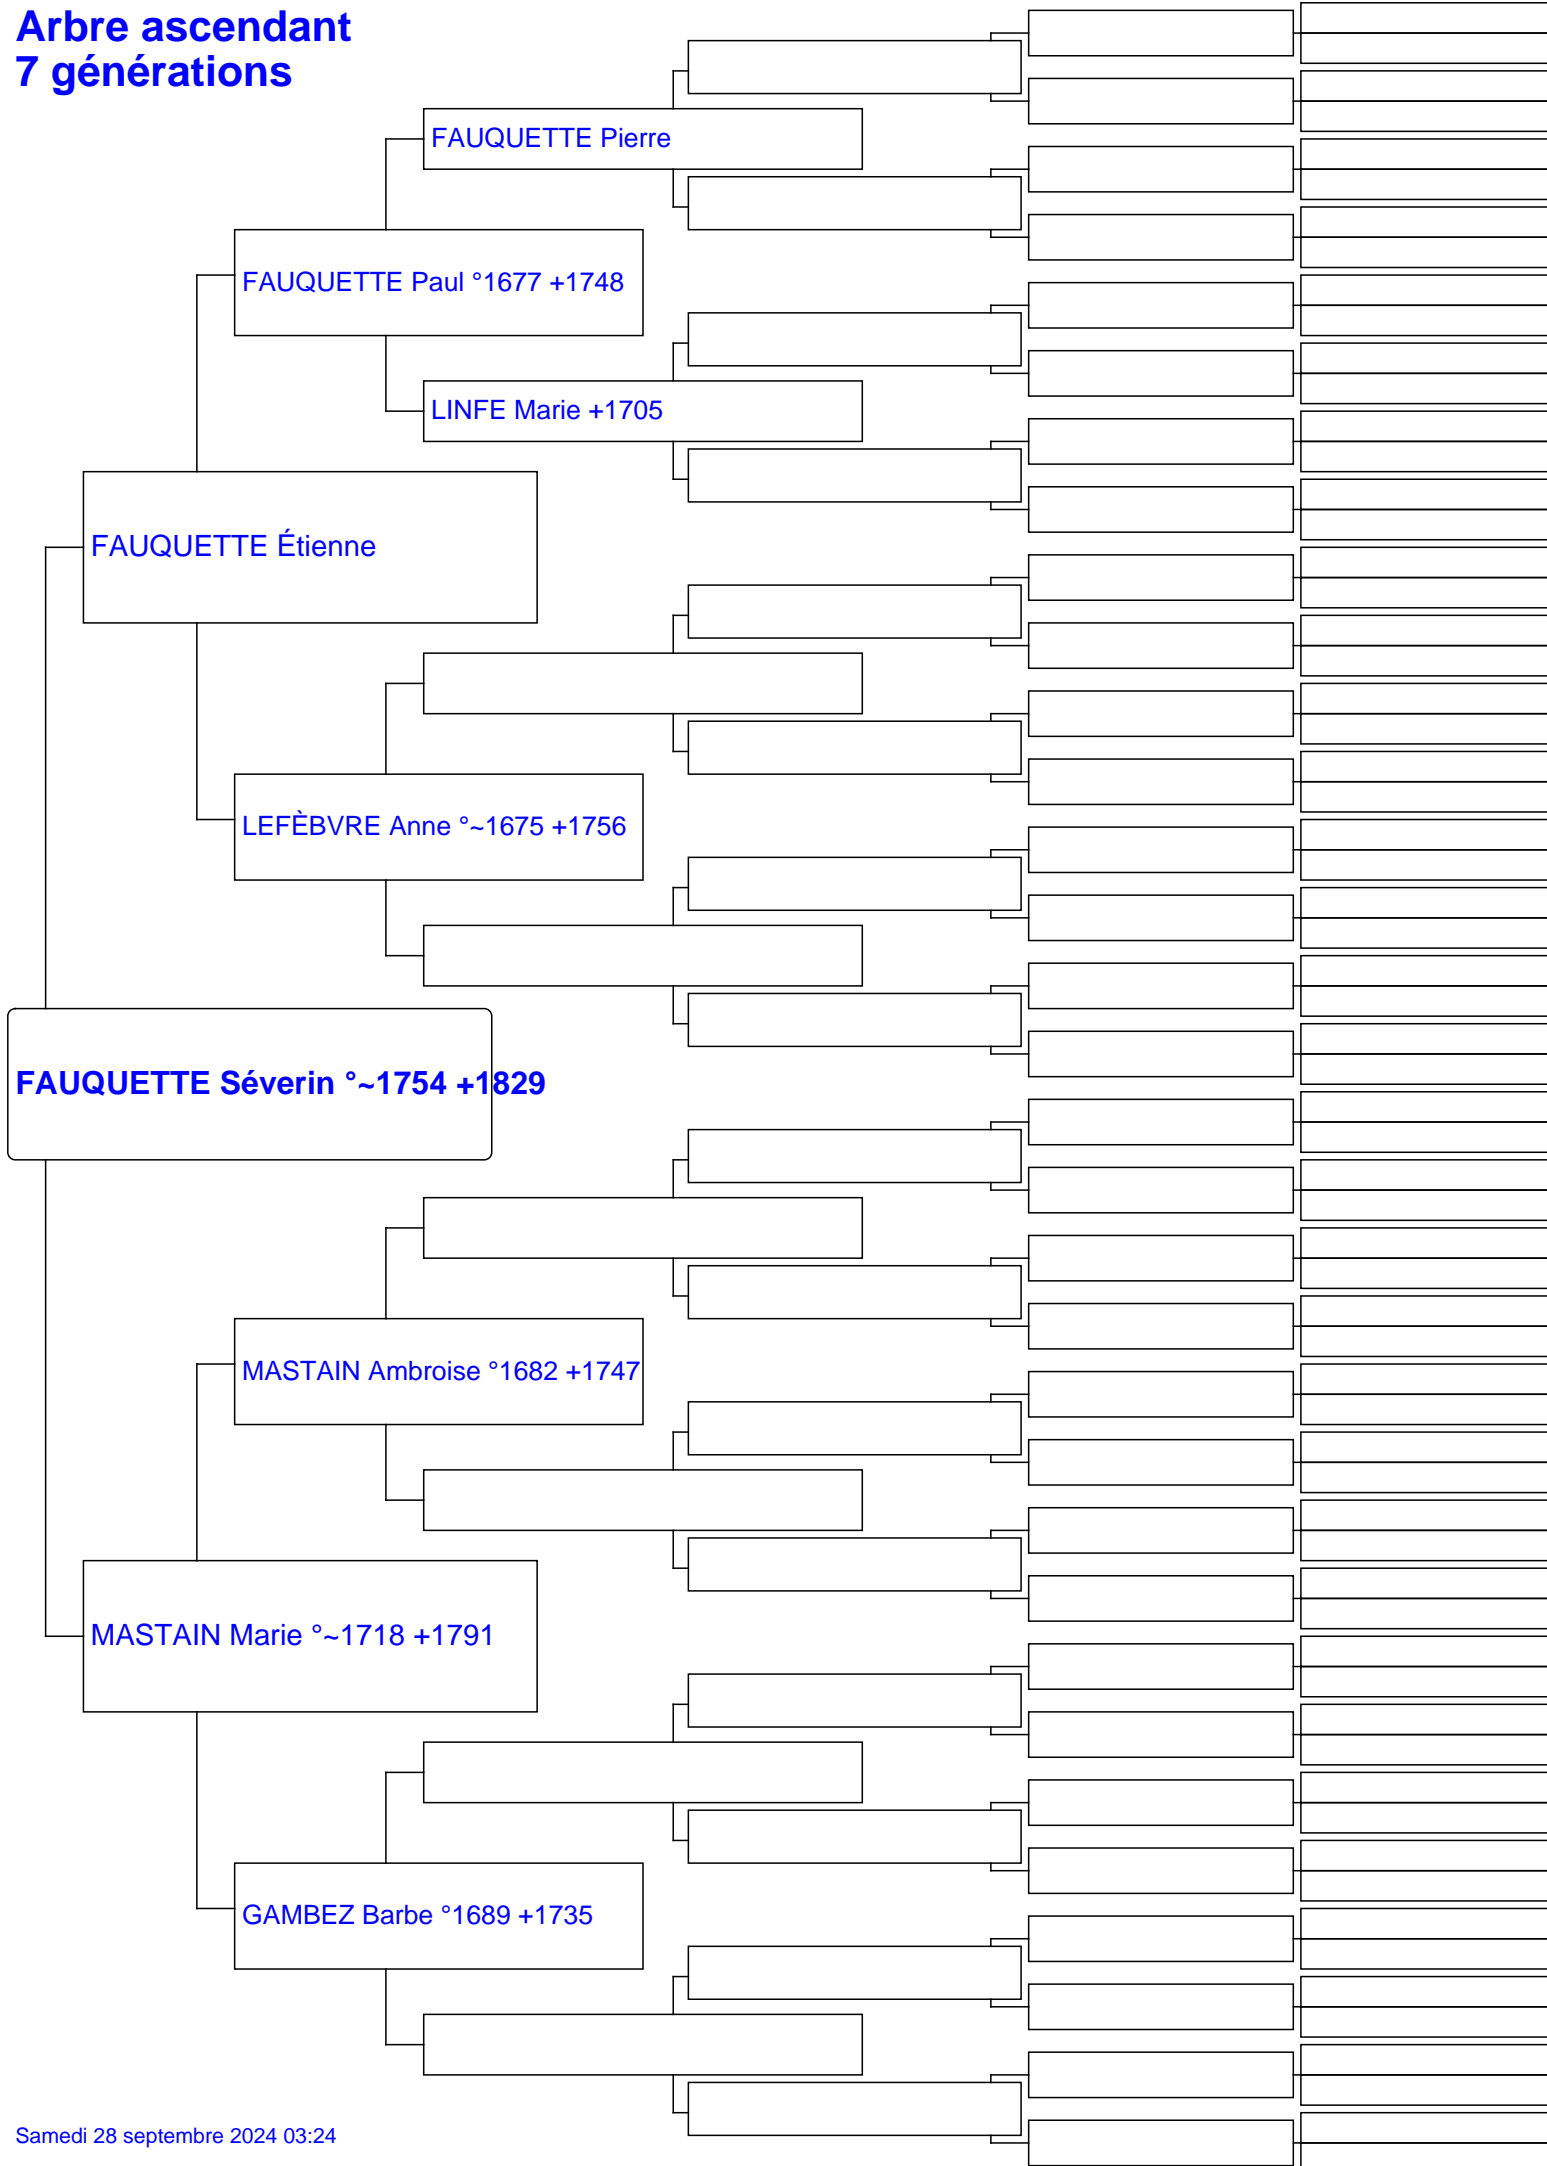 Arbre ascendant
7 générations
FAUQUETTE Pierre
FAUQUETTE Paul °1677 +1748
LINFE Marie +1705
FAUQUETTE Étienne
LEFÈBVRE Anne °~1675 +1756
FAUQUETTE Séverin °~1754 +1829
MASTAIN Ambroise °1682 +1747
MASTAIN Marie °~1718 +1791
GAMBEZ Barbe °1689 +1735
Samedi 28 septembre 2024 03:24